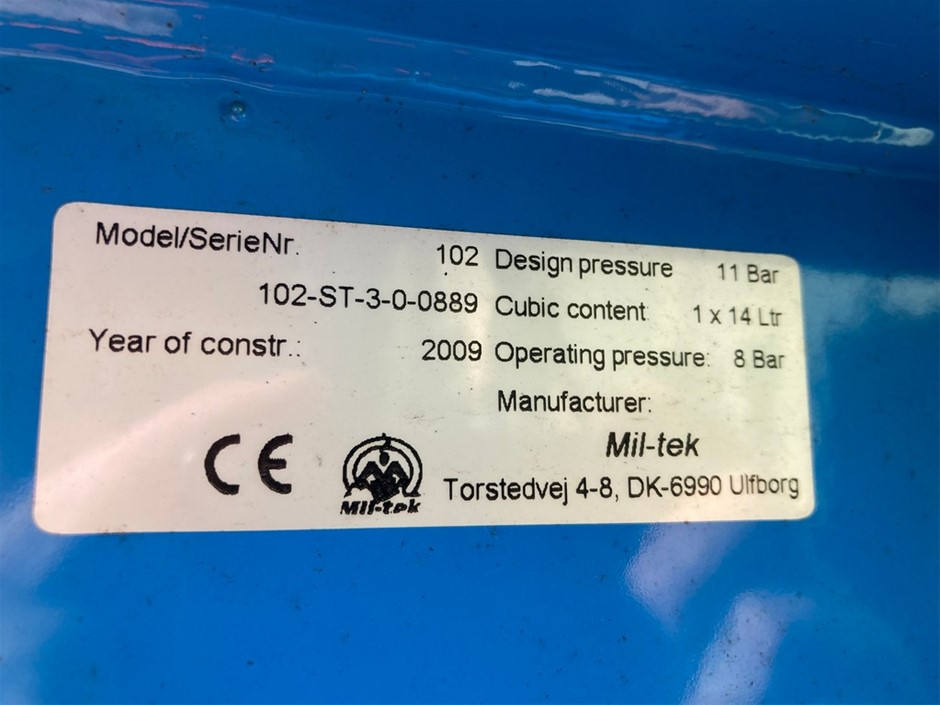 Model/SerieNr. 102 Design pressure 11 Bar
102-ST-3-0-0889 Cubic content 1 x 14 Ltr
Year of constr.: 2009 Operating pressure: 8 Bar
Manufacturer:
Mil-tek
CE Mil-tek Torstedvej 4-8, DK-6990 Ulfborg